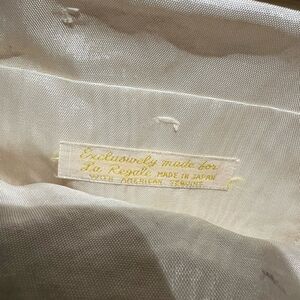 Exclusively made for
La Regale MADE IN JAPAN
WITH AMERICAN SEQUINS